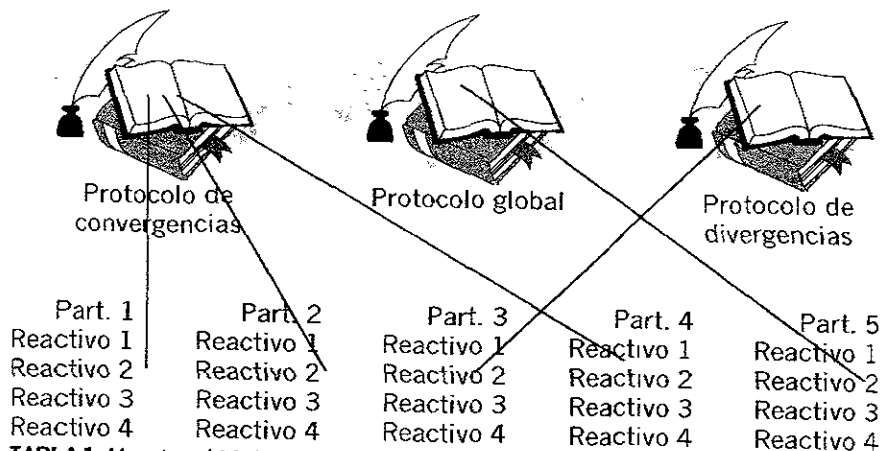 Protocolo de
convergencias
Protocolo global
Protocolo de
divergencias
Part. 1
Reactivo 1
Reactivo 2
Reactivo 3
Reactivo 4
Part. 2
Reactivo 1
Reactivo 2
Reactivo 3
Reactivo 4
Part. 3
Reactivo 1
Reactivo 2
Reactivo 3
Reactivo 4
Part. 4
Reactivo 1
Reactivo 2
Reactivo 3
Reactivo 4
Part. 5
Reactivo 1
Reactivo 2
Reactivo 3
Reactivo 4
TABLA 1.